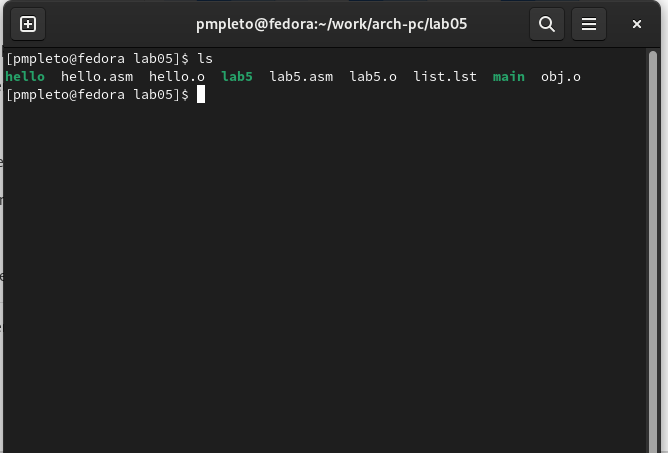 pmpleto@fedora:~/work/arch-pc/lab05
[pmpleto@fedora lab05]$ ls
hello  hello.asm  hello.o  lab5  lab5.asm  lab5.o  list.lst  main  obj.o
[pmpleto@fedora lab05]$